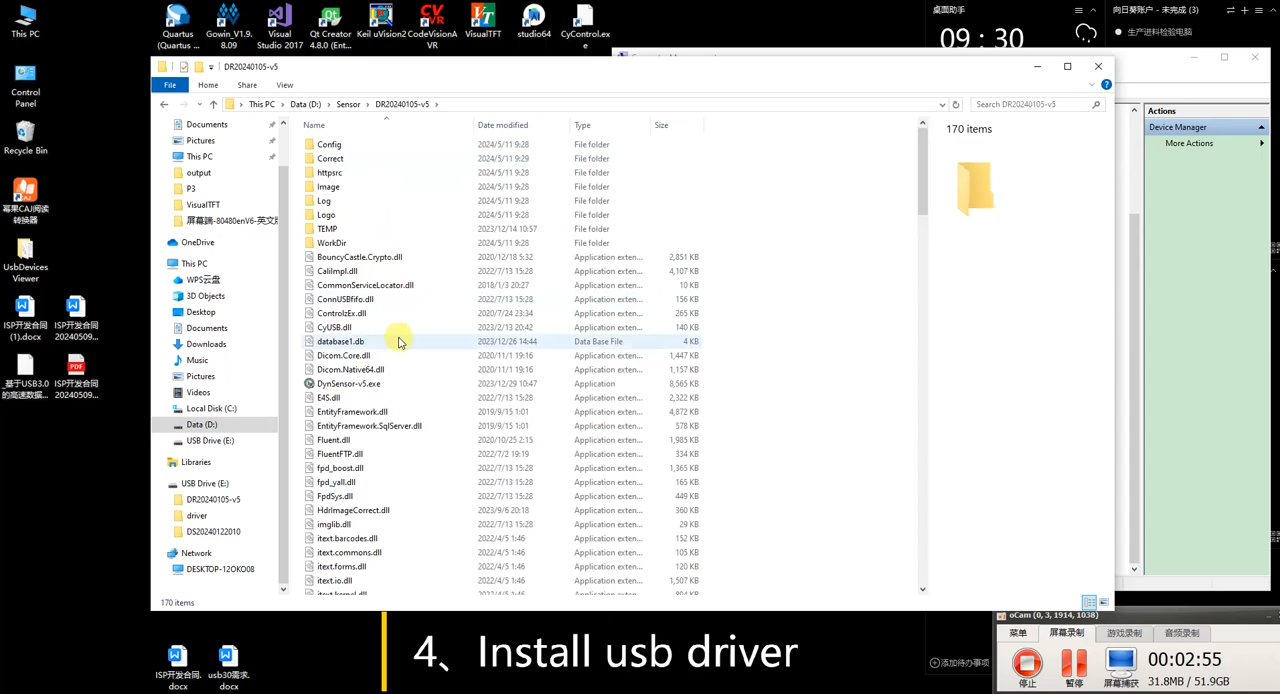 This PC
Control
Panel
Recycle Bin
幂果CAJ阅读
转换器
UsbDevices
Viewer
ISP开发合同
(1).docx
ISP开发合同
20240509...
_基于USB3.0
的高速数据...
ISP开发合同
20240509...
Quartus
(Quartus ...
Gowin_V1.9.
8.09
Visual
Studio 2017
Qt Creator
4.8.0 (Ent...
Keil uVision2
CodeVisionA
VR
VisualTFT
studio64
CyControl.ex
e
桌面助手
09 : 30
向日葵账户 - 未完成 (3)
生产进料检验电脑
DR20240105-v5
File
Home
Share
View
This PC
Data (D:)
Sensor
DR20240105-v5
Search DR20240105-v5
Documents
Pictures
This PC
output
P3
VisualTFT
屏幕端-80480enV6-英文版
OneDrive
This PC
WPS云盘
3D Objects
Desktop
Documents
Downloads
Music
Pictures
Videos
Local Disk (C:)
Data (D:)
USB Drive (E:)
Libraries
USB Drive (E:)
DR20240105-v5
driver
DS20240122010
Network
DESKTOP-12OKO08
Name Date modified Type Size
Config 2024/5/11 9:28 File folder
Correct 2024/5/11 9:29 File folder
httpsrc 2024/5/11 9:28 File folder
Image 2024/5/11 9:28 File folder
Log 2024/5/11 9:28 File folder
Logo 2024/5/11 9:28 File folder
TEMP 2023/12/14 10:57 File folder
WorkDir 2024/5/11 9:28 File folder
BouncyCastle.Crypto.dll 2020/12/18 5:32 Application exten... 2,851 KB
CaliImpl.dll 2022/7/13 15:28 Application exten... 4,107 KB
CommonServiceLocator.dll 2018/1/3 20:27 Application exten... 10 KB
ConnUSBfifo.dll 2022/7/13 15:28 Application exten... 156 KB
ControlzEx.dll 2020/7/24 23:34 Application exten... 265 KB
CyUSB.dll 2023/2/13 20:42 Application exten... 140 KB
database1.db 2023/12/26 14:44 Data Base File 4 KB
Dicom.Core.dll 2020/11/1 19:16 Application exten... 1,447 KB
Dicom.Native64.dll 2020/11/1 19:16 Application exten... 1,157 KB
DynSensor-v5.exe 2023/12/29 10:47 Application 8,565 KB
E4S.dll 2022/7/13 15:28 Application exten... 2,322 KB
EntityFramework.dll 2019/9/15 1:01 Application exten... 4,872 KB
EntityFramework.SqlServer.dll 2019/9/15 1:01 Application exten... 578 KB
Fluent.dll 2020/10/25 2:15 Application exten... 1,985 KB
FluentFTP.dll 2022/7/2 19:19 Application exten... 334 KB
fpd_boost.dll 2022/7/13 15:28 Application exten... 1,365 KB
fpd_yall.dll 2022/7/13 15:28 Application exten... 165 KB
FpdSys.dll 2022/7/13 15:28 Application exten... 449 KB
HdrImageCorrect.dll 2023/9/6 20:18 Application exten... 360 KB
imglib.dll 2022/7/13 15:28 Application exten... 29 KB
itext.barcodes.dll 2022/4/5 1:46 Application exten... 152 KB
itext.commons.dll 2022/4/5 1:46 Application exten... 105 KB
itext.forms.dll 2022/4/5 1:46 Application exten... 120 KB
itext.io.dll 2022/4/5 1:46 Application exten... 1,507 KB
170 items
170 items
Actions
Device Manager
More Actions
4、Install usb driver
ISP开发合同.
docx
usb30需求.
docx
添加待办事项
oCam (0, 3, 1914, 1038)
菜单
屏幕录制
游戏录制
音频录制
停止
暂停
屏幕捕获
00:02:55
31.8MB / 51.9GB